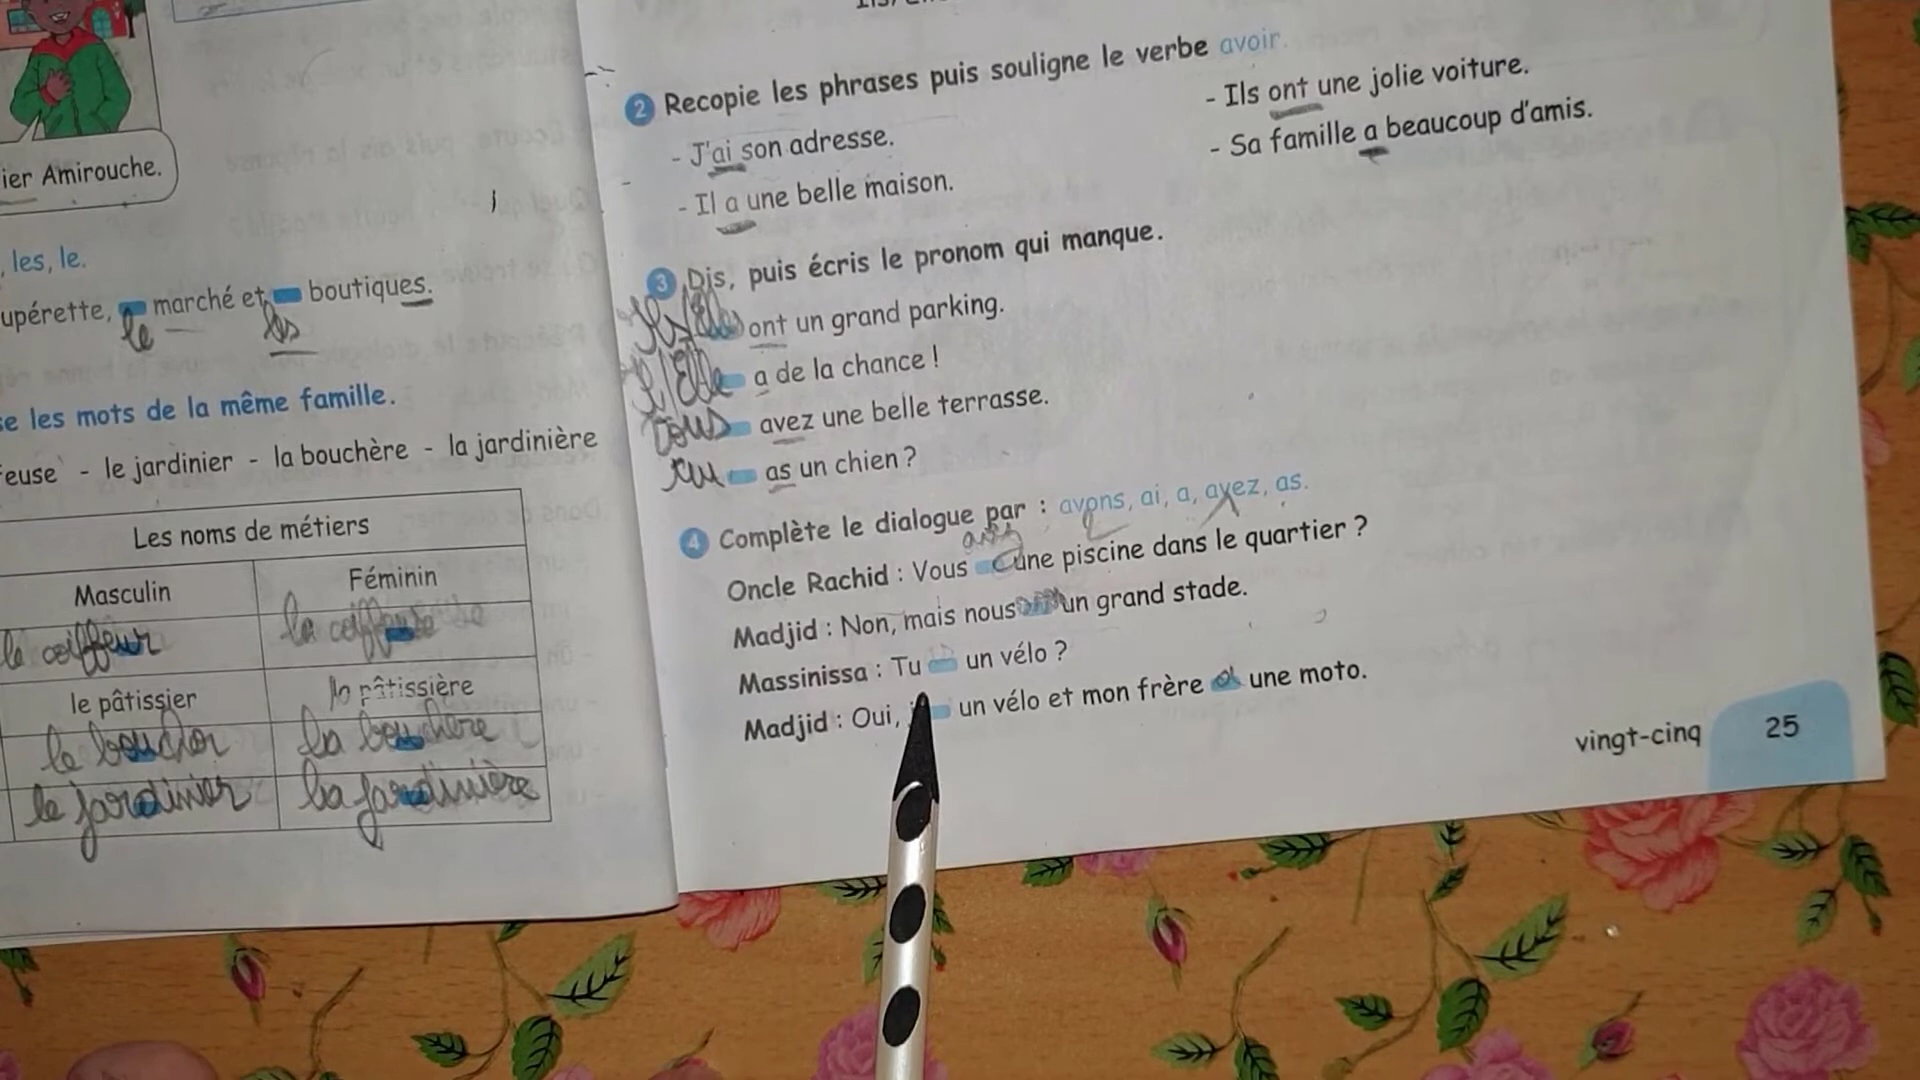 ier Amirouche.
, les, le.
upérette, le marché et les boutiques.
se les mots de la même famille.
feuse - le jardinier - la bouchère - la jardinière
Les noms de métiers
Masculin Féminin
le coiffeur la coiffeuse
le pâtissier la pâtissière
le boucher la bouchère
le jardinier la jardinière
2 Recopie les phrases puis souligne le verbe avoir.
- J'ai son adresse.
- Il a une belle maison.
- Ils ont une jolie voiture.
- Sa famille a beaucoup d'amis.
3 Dis, puis écris le pronom qui manque.
Ils/Elles ont un grand parking.
Il/Elle a de la chance !
vous avez une belle terrasse.
tu as un chien ?
4 Complète le dialogue par : avons, ai, a, avez, as.
Oncle Rachid : Vous une piscine dans le quartier ?
Madjid : Non, mais nous un grand stade.
Massinissa : Tu un vélo ?
Madjid : Oui, un vélo et mon frère a une moto.
vingt-cinq 25